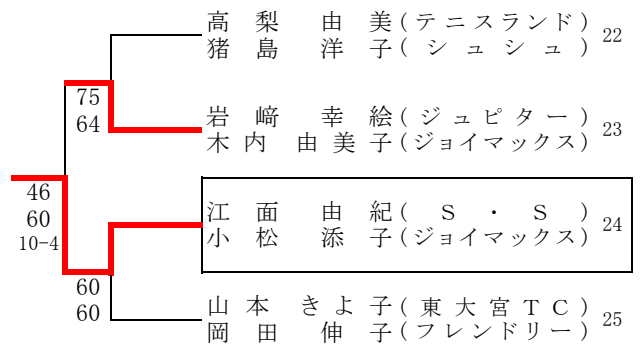 高梨 由美(テニスランド) 22
猪島 洋子(シュシュ)
75
64
岩﨑 幸絵(ジュピター) 23
木内 由美子(ジョイマックス)
46
60
10-4
江面 由紀(S・S) 24
小松 添子(ジョイマックス)
60
60
山本 きよ子(東大宮TC) 25
岡田 伸子(フレンドリー)